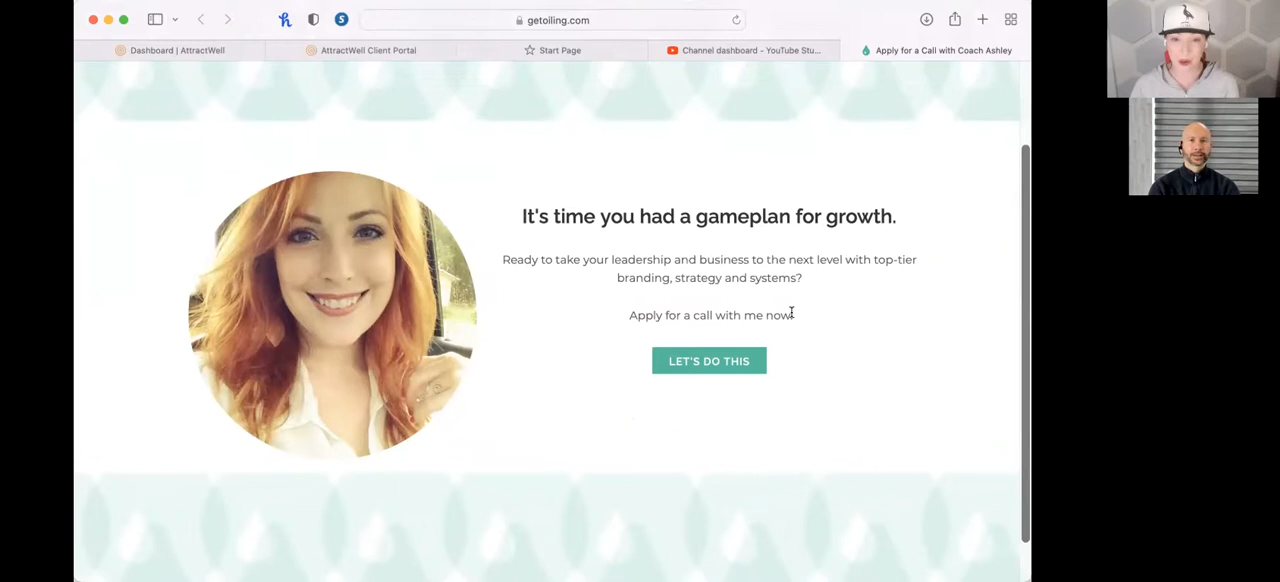 getoiling.com
Dashboard | AttractWell
AttractWell Client Portal
Start Page
Channel dashboard - YouTube Stu...
Apply for a Call with Coach Ashley
It's time you had a gameplan for growth.
Ready to take your leadership and business to the next level with top-tier
branding, strategy and systems?
Apply for a call with me now
LET'S DO THIS